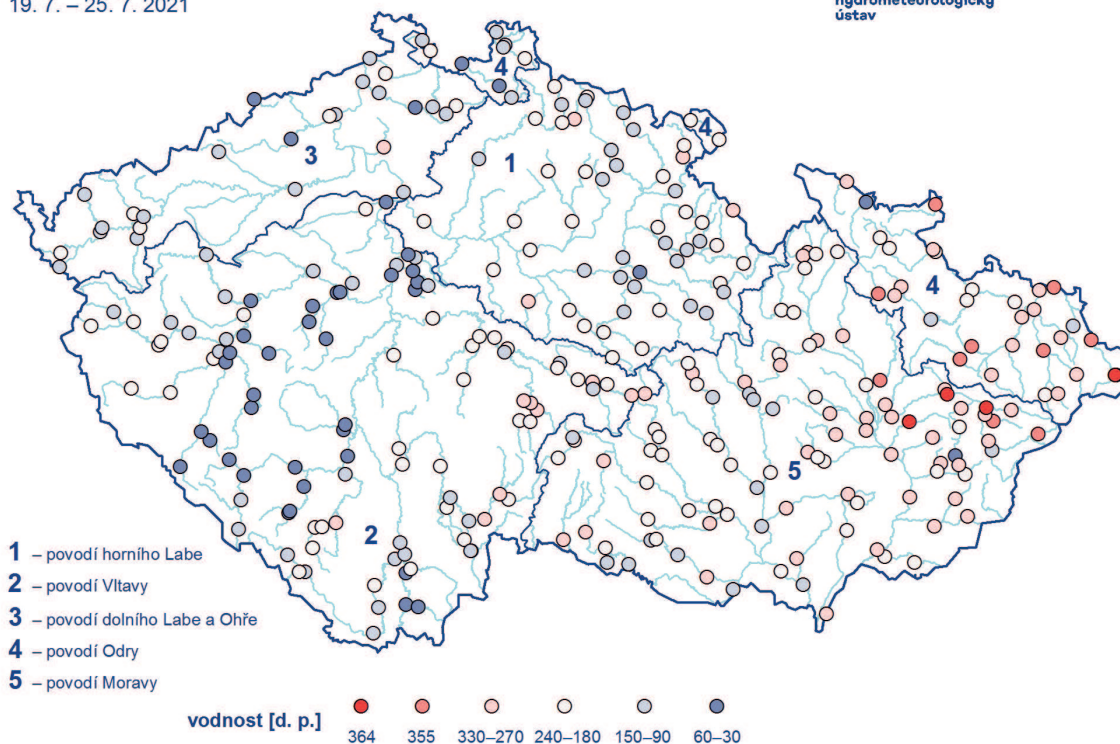 19. 7. – 25. 7. 2021
hydrometeorologický
ústav
4
4
3
1
4
5
2
1 – povodí horního Labe
2 – povodí Vltavy
3 – povodí dolního Labe a Ohře
4 – povodí Odry
5 – povodí Moravy
vodnost [d. p.]
364 355 330–270 240–180 150–90 60–30